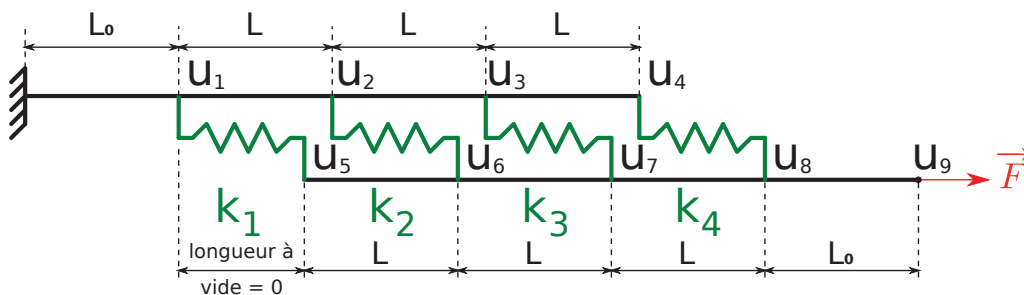 L₀ L L L
u₁ u₂ u₃ u₄
u₅ u₆ u₇ u₈ u₉ F
k₁ k₂ k₃ k₄
longueur à L L L L₀
vide = 0